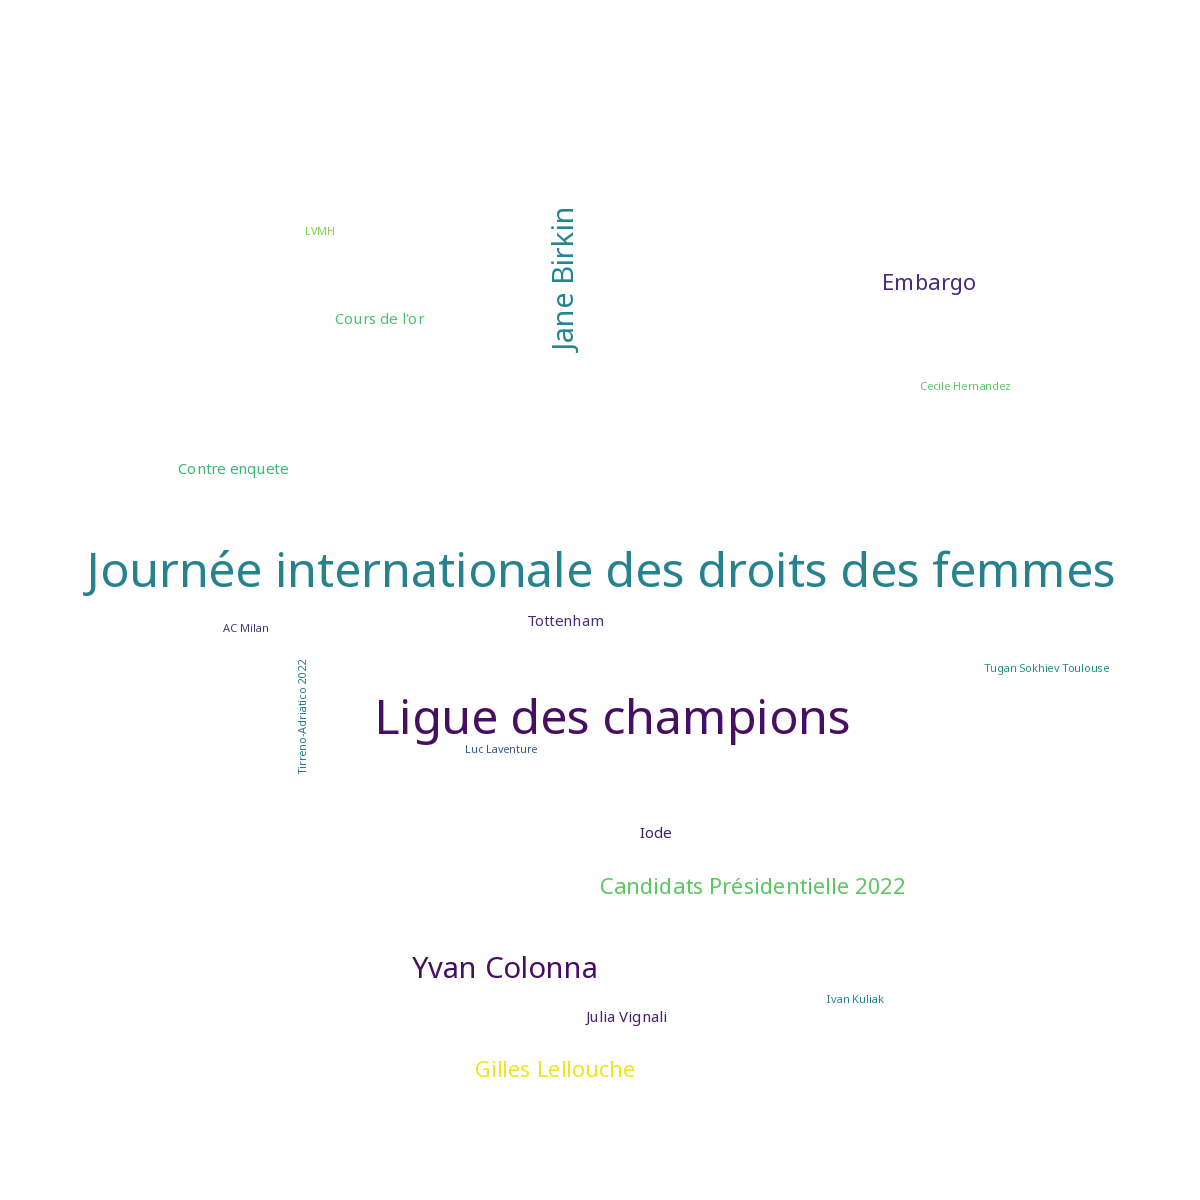 LVMH
Jane Birkin
Embargo
Cours de l'or
Cecile Hernandez
Contre enquete
Journée internationale des droits des femmes
Tottenham
AC Milan
Tugan Sokhiev Toulouse
Tirreno-Adriatico 2022
Ligue des champions
Luc Laventure
Iode
Candidats Présidentielle 2022
Yvan Colonna
Ivan Kuliak
Julia Vignali
Gilles Lellouche